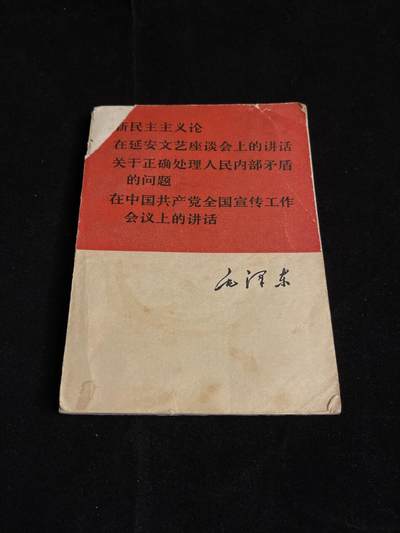 新民主主义论
在延安文艺座谈会上的讲话
关于正确处理人民内部矛盾
的问题
在中国共产党全国宣传工作
会议上的讲话
毛泽东